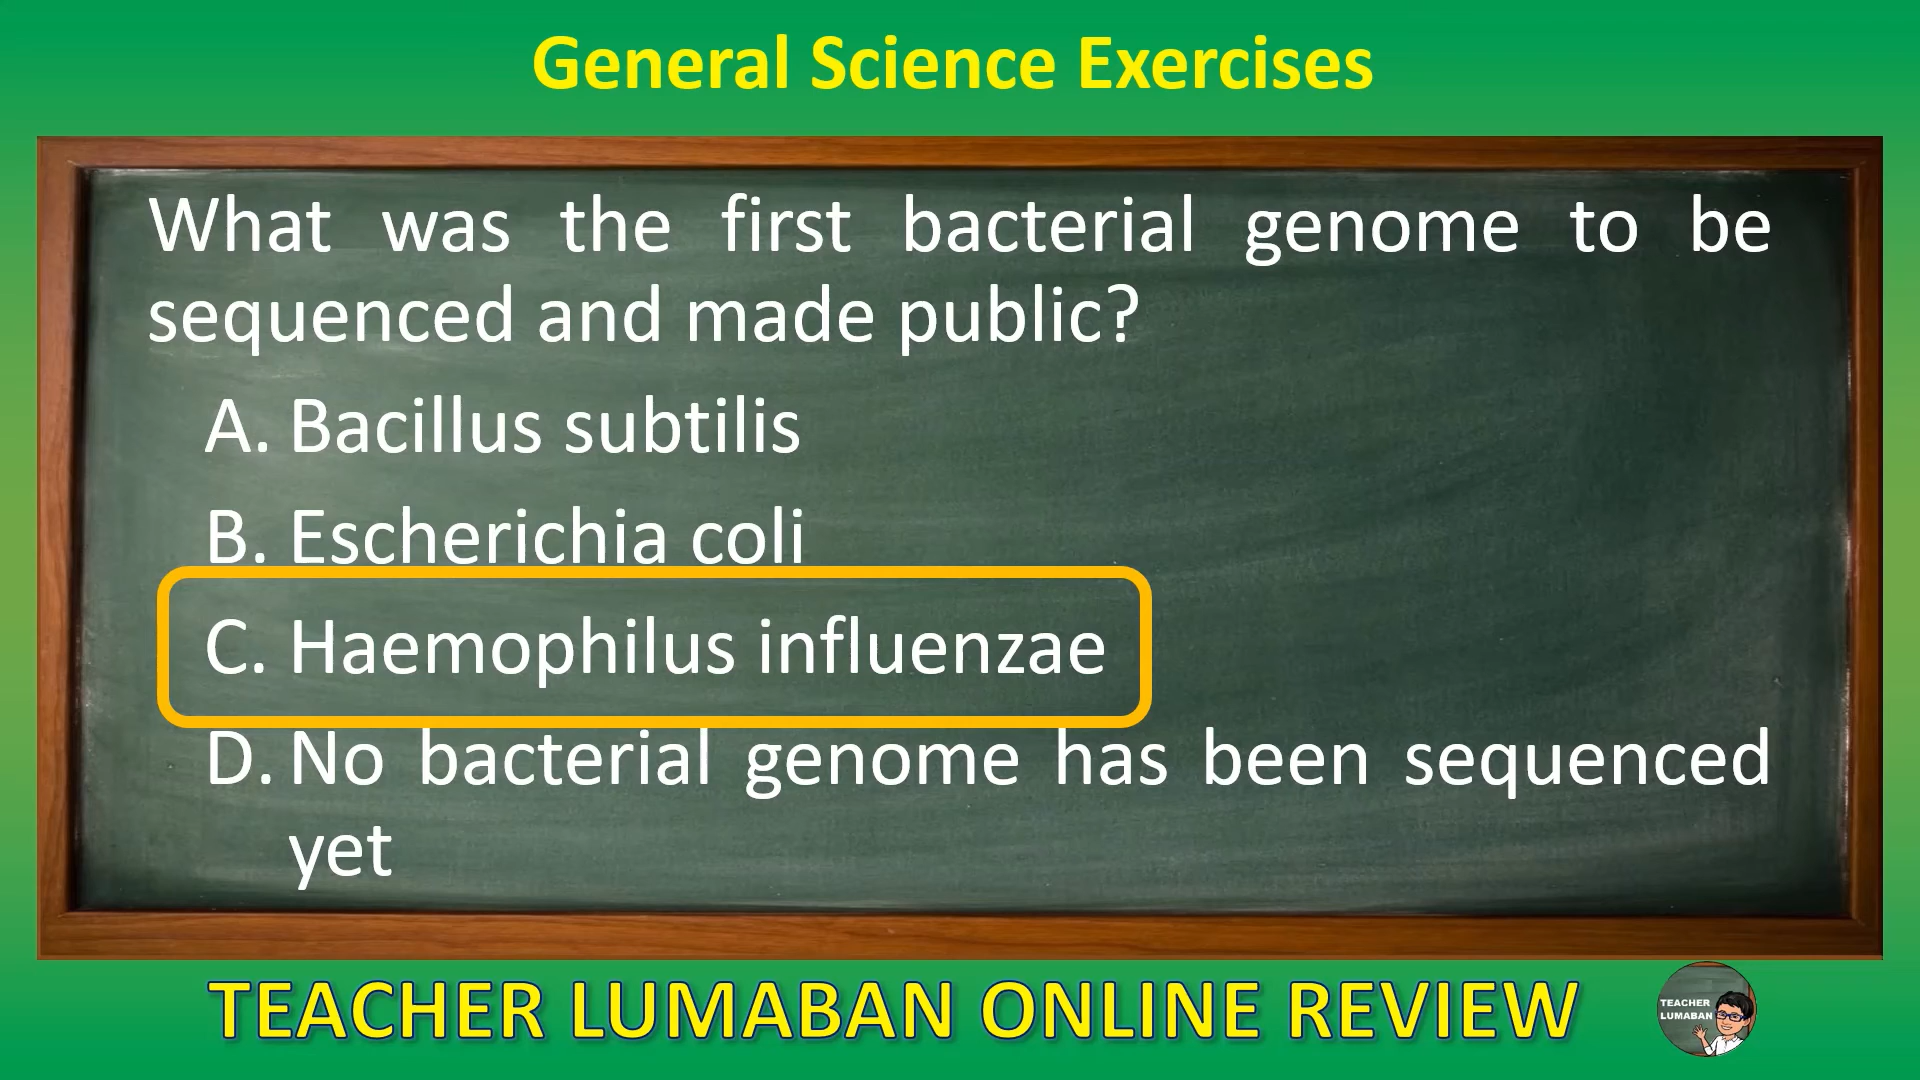 General Science Exercises
What was the first bacterial genome to be
sequenced and made public?
A. Bacillus subtilis
B. Escherichia coli
C. Haemophilus influenzae
D. No bacterial genome has been sequenced
yet
TEACHER LUMABAN ONLINE REVIEW
TEACHER
LUMABAN